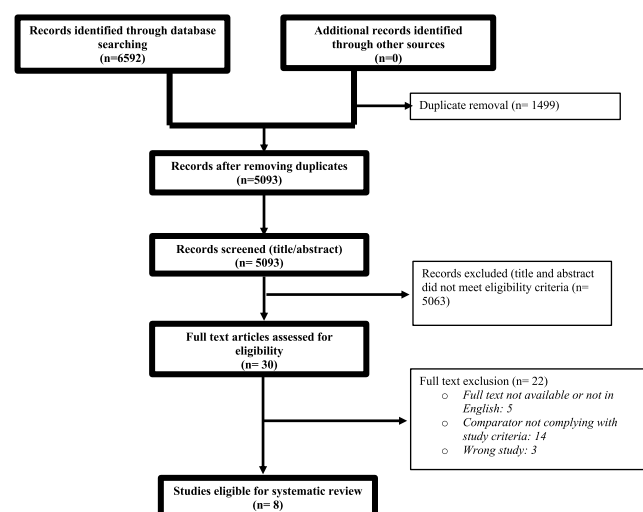 Records identified through database
searching
(n=6592)
Additional records identified
through other sources
(n=0)
Duplicate removal (n= 1499)
Records after removing duplicates
(n=5093)
Records screened (title/abstract)
(n= 5093)
Records excluded (title and abstract
did not meet eligibility criteria (n=
5063)
Full text articles assessed for
eligibility
(n= 30)
Full text exclusion (n= 22)
o Full text not available or not in
English: 5
o Comparator not complying with
study criteria: 14
o Wrong study: 3
Studies eligible for systematic review
(n= 8)